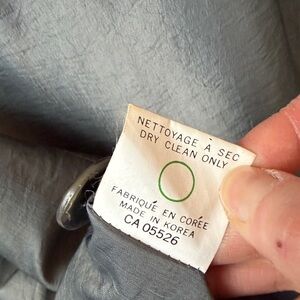 NETTOYAGE À SEC
DRY CLEAN ONLY
FABRIQUÉ EN CORÉE
MADE IN KOREA
CA 05526